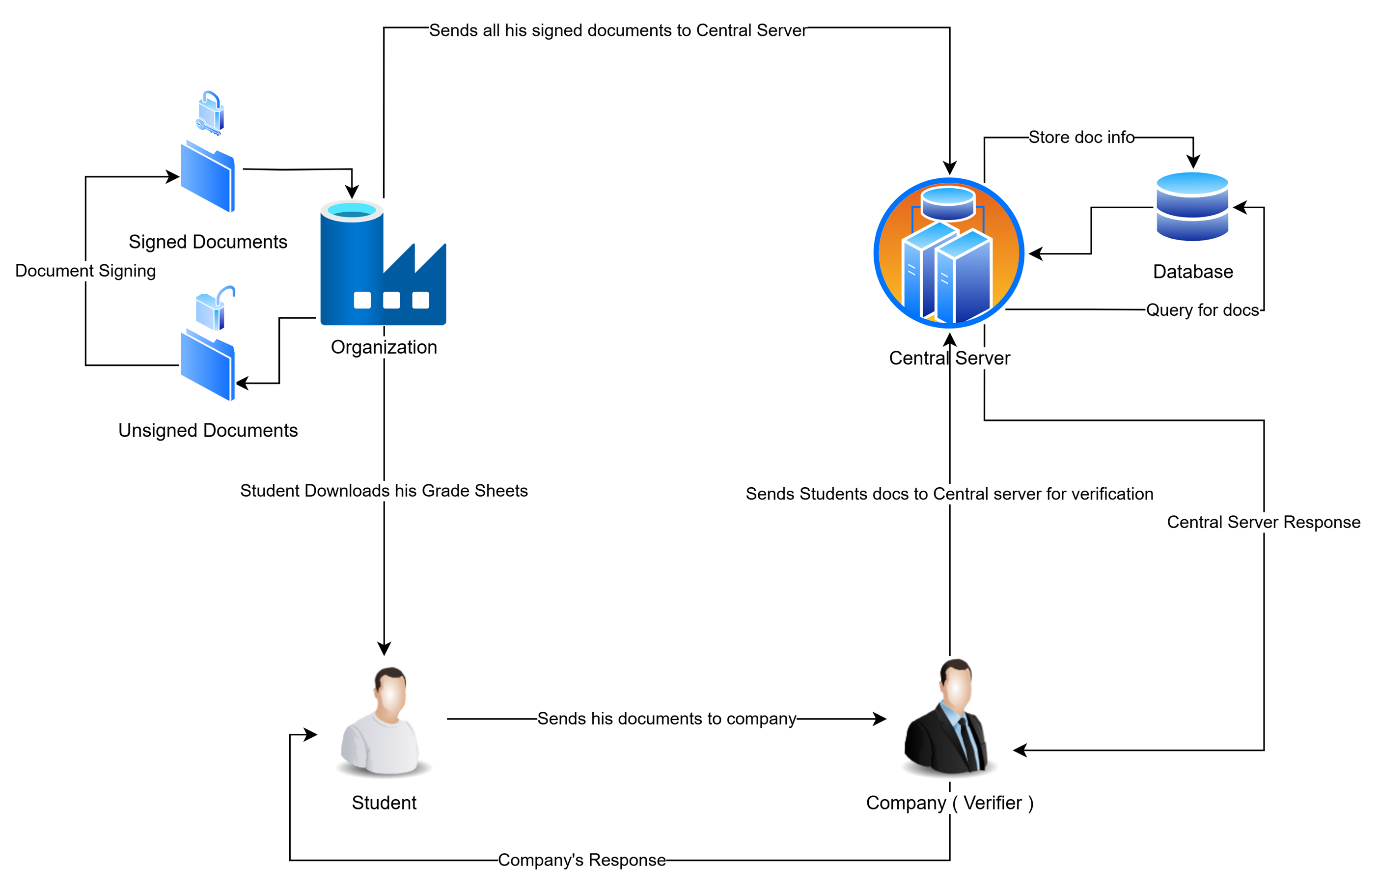 Sends all his signed documents to Central Server
Store doc info
Signed Documents
Document Signing
Database
Query for docs
Organization
Central Server
Unsigned Documents
Student Downloads his Grade Sheets
Sends Students docs to Central server for verification
Central Server Response
Sends his documents to company
Student
Company ( Verifier )
Company's Response